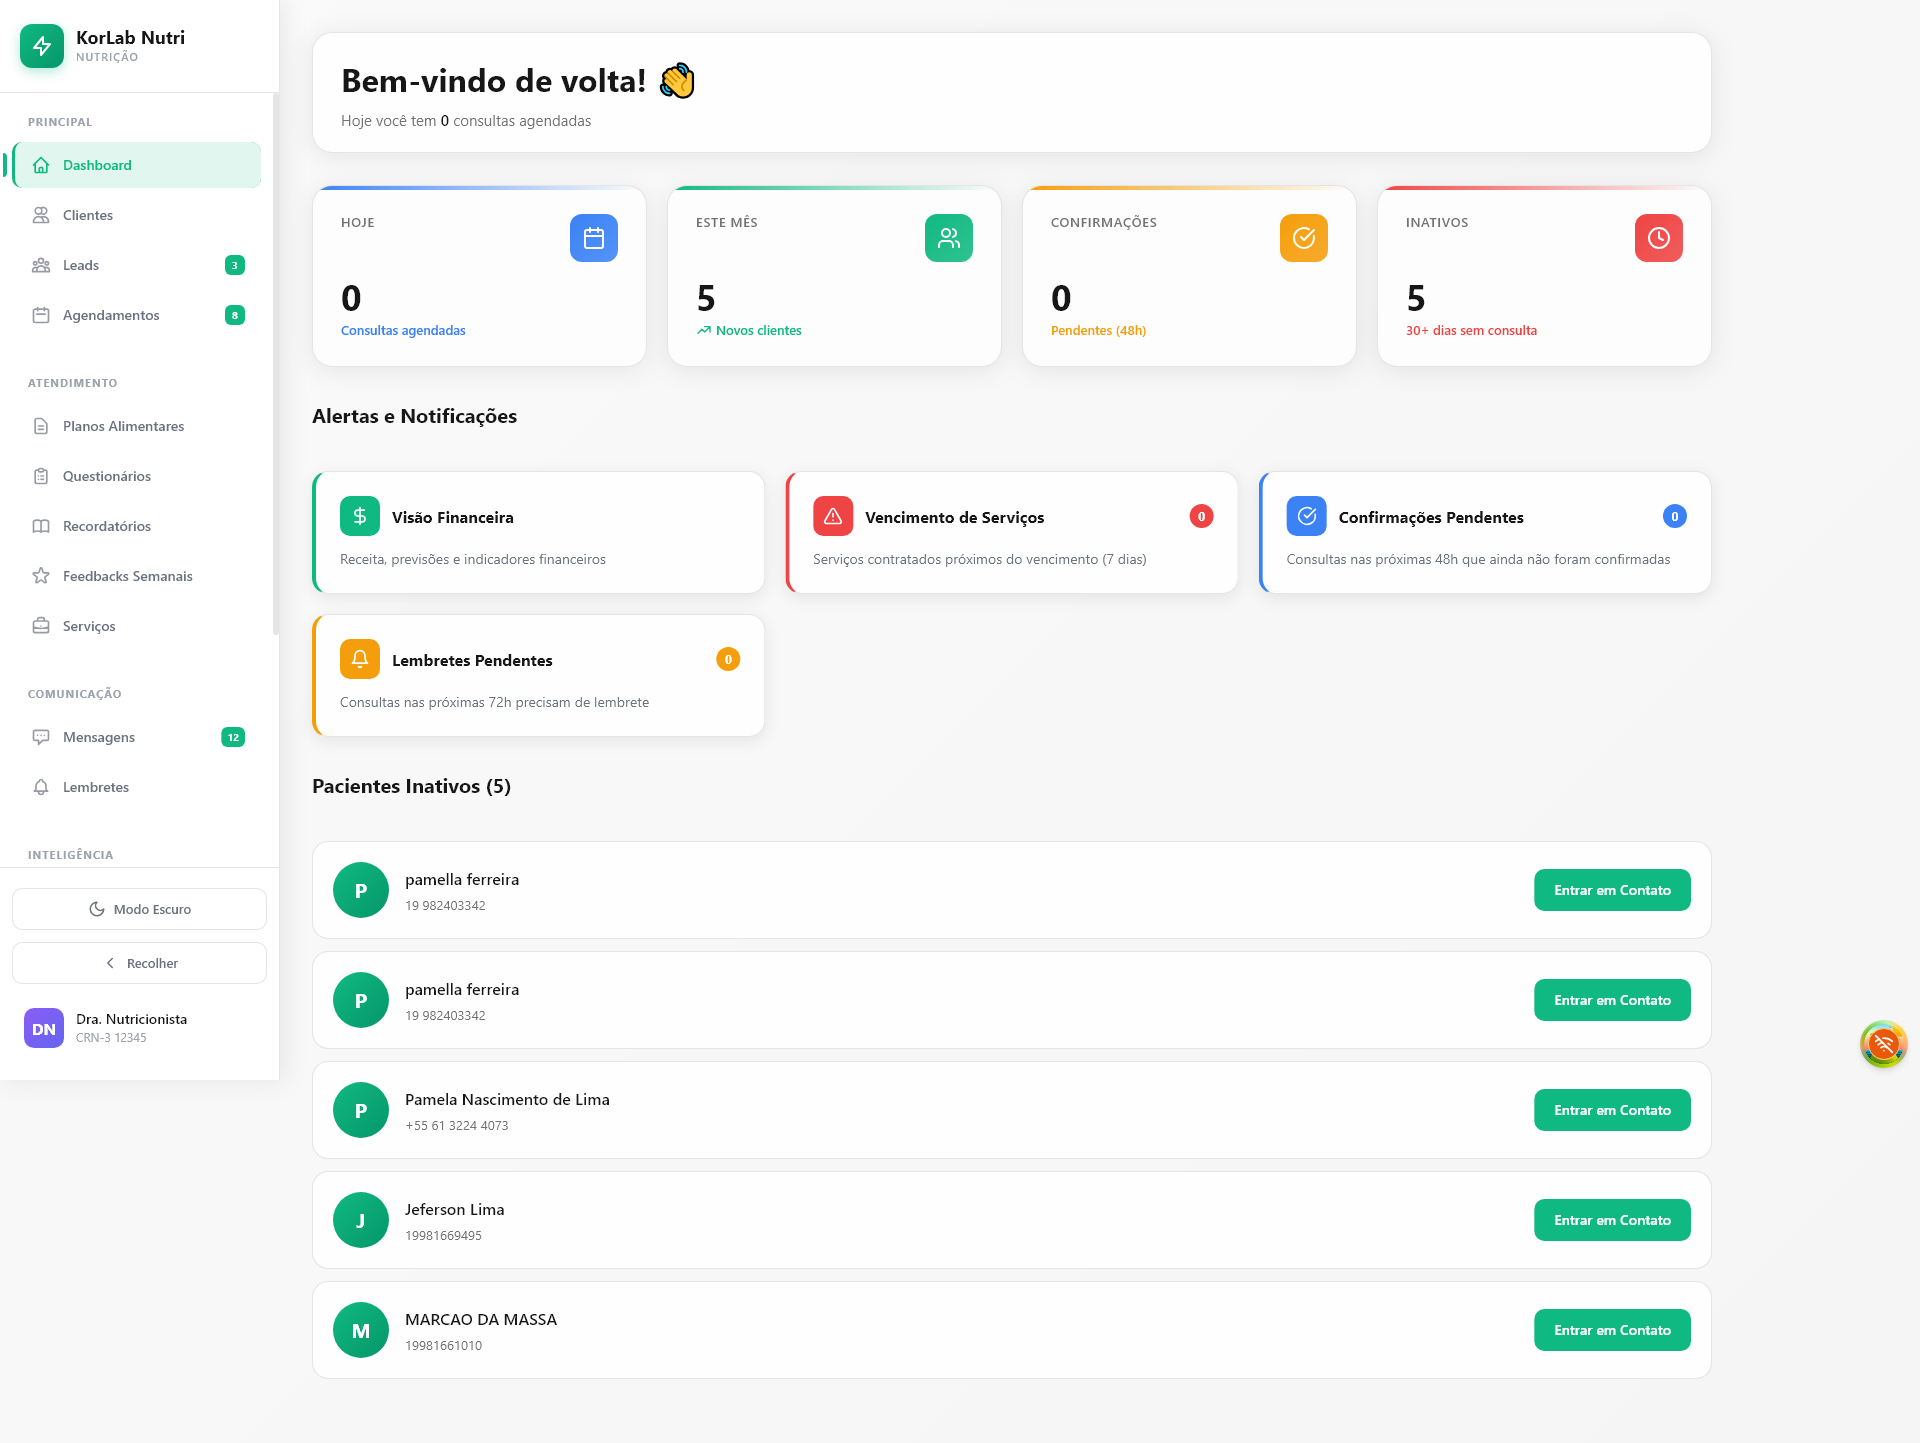 KorLab Nutri
NUTRIÇÃO
PRINCIPAL
Dashboard
Clientes
Leads 3
Agendamentos 8
ATENDIMENTO
Planos Alimentares
Questionários
Recordatórios
Feedbacks Semanais
Serviços
COMUNICAÇÃO
Mensagens 12
Lembretes
INTELIGÊNCIA
Modo Escuro
Recolher
DN
Dra. Nutricionista
CRN-3 12345
Bem-vindo de volta! 👋
Hoje você tem 0 consultas agendadas
HOJE
0
Consultas agendadas
ESTE MÊS
5
Novos clientes
CONFIRMAÇÕES
0
Pendentes (48h)
INATIVOS
5
30+ dias sem consulta
Alertas e Notificações
Visão Financeira
Receita, previsões e indicadores financeiros
Vencimento de Serviços 0
Serviços contratados próximos do vencimento (7 dias)
Confirmações Pendentes 0
Consultas nas próximas 48h que ainda não foram confirmadas
Lembretes Pendentes 0
Consultas nas próximas 72h precisam de lembrete
Pacientes Inativos (5)
P
pamella ferreira
19 982403342
Entrar em Contato
P
pamella ferreira
19 982403342
Entrar em Contato
P
Pamela Nascimento de Lima
+55 61 3224 4073
Entrar em Contato
J
Jeferson Lima
19981669495
Entrar em Contato
M
MARCAO DA MASSA
19981661010
Entrar em Contato